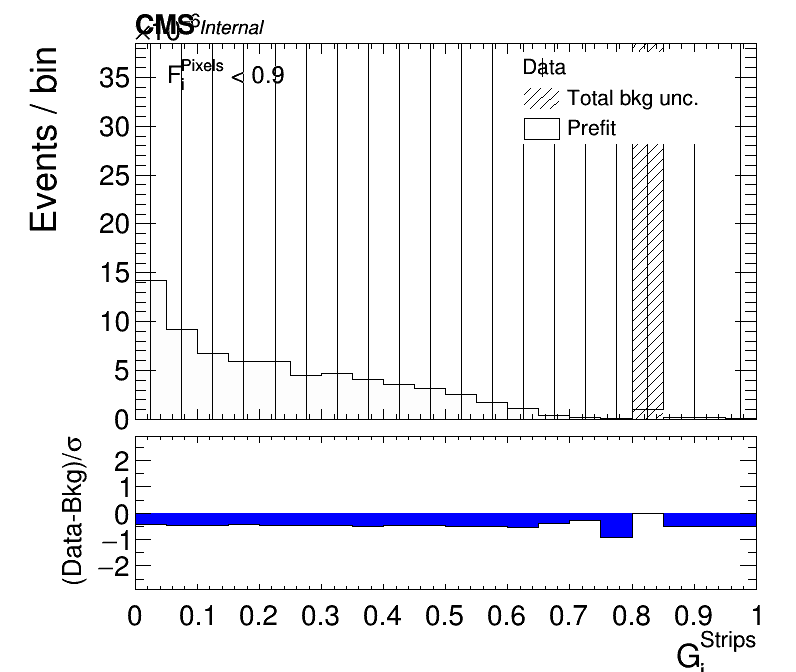 CMS Internal
×10⁻⁶
F_i^Pixels < 0.9
Data
Total bkg unc.
Prefit
Events / bin
35
30
25
20
15
10
5
0
(Data-Bkg)/σ
2
1
0
−1
−2
0 0.1 0.2 0.3 0.4 0.5 0.6 0.7 0.8 0.9 1
G_i^Strips